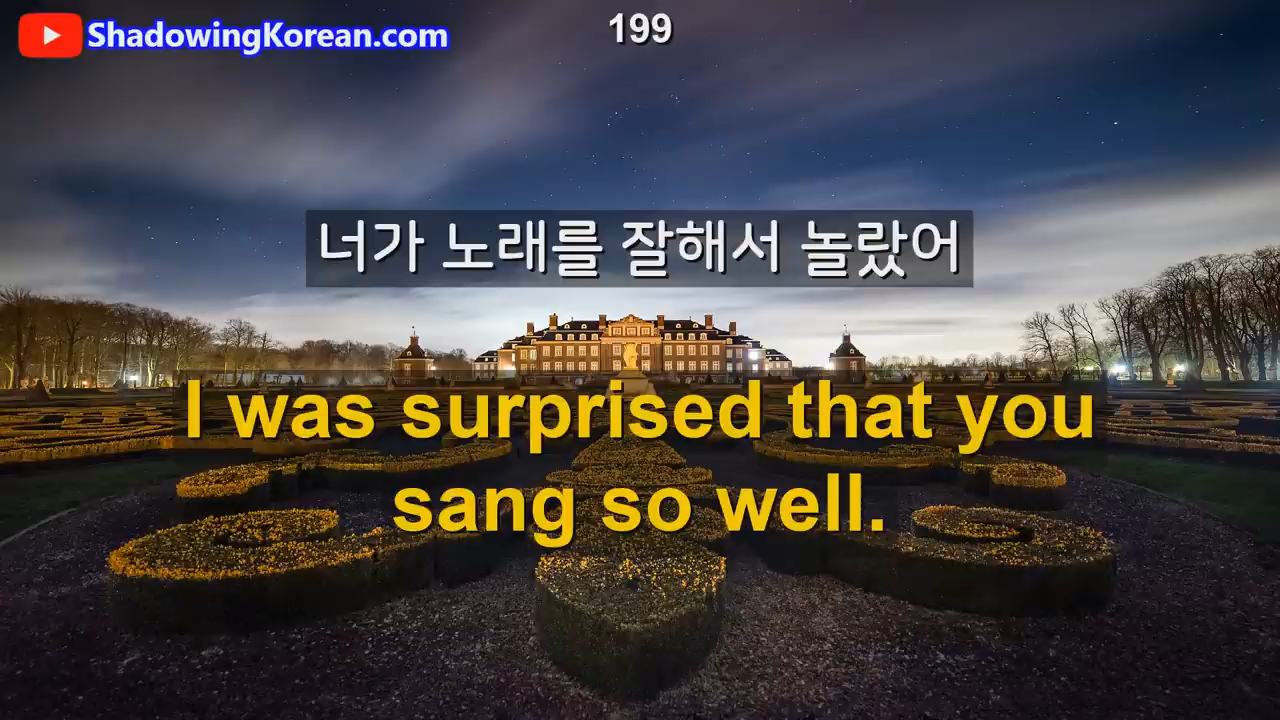 ShadowingKorean.com
199
너가 노래를 잘해서 놀랐어
I was surprised that you
sang so well.